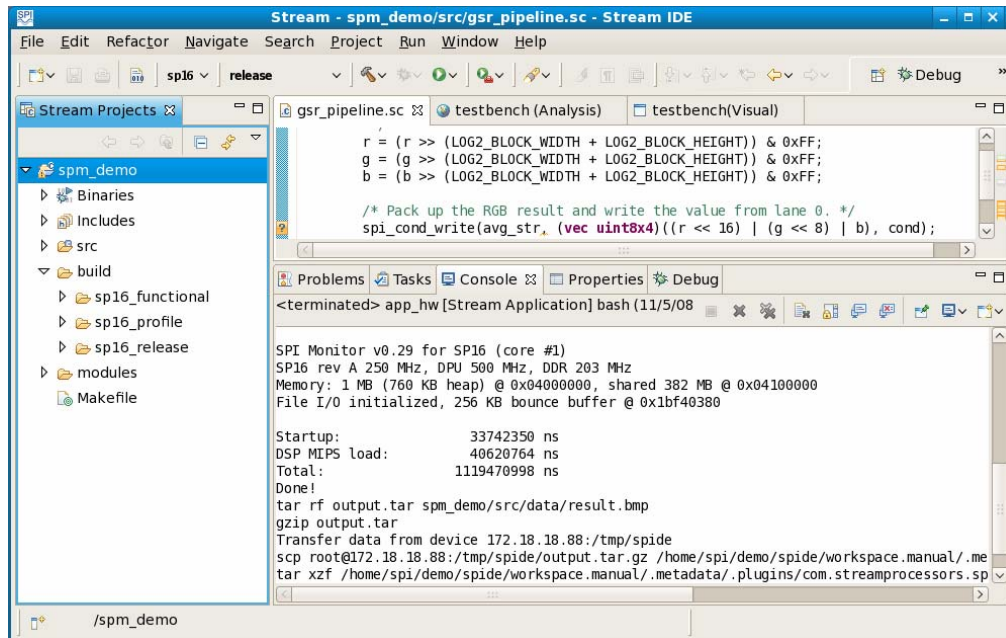 SPI
Stream - spm_demo/src/gsr_pipeline.sc - Stream IDE
File Edit Refactor Navigate Search Project Run Window Help
010 sp16 release Debug »
Stream Projects
spm_demo
Binaries
Includes
src
build
sp16_functional
sp16_profile
sp16_release
modules
Makefile
gsr_pipeline.sc testbench (Analysis) testbench(Visual)
r = (r >> (LOG2_BLOCK_WIDTH + LOG2_BLOCK_HEIGHT)) & 0xFF;
g = (g >> (LOG2_BLOCK_WIDTH + LOG2_BLOCK_HEIGHT)) & 0xFF;
b = (b >> (LOG2_BLOCK_WIDTH + LOG2_BLOCK_HEIGHT)) & 0xFF;
/* Pack up the RGB result and write the value from lane 0. */
spi_cond_write(avg_str, (vec uint8x4)((r << 16) | (g << 8) | b), cond);
Problems Tasks Console Properties Debug
<terminated> app_hw [Stream Application] bash (11/5/08
SPI Monitor v0.29 for SP16 (core #1)
SP16 rev A 250 MHz, DPU 500 MHz, DDR 203 MHz
Memory: 1 MB (760 KB heap) @ 0x04000000, shared 382 MB @ 0x04100000
File I/O initialized, 256 KB bounce buffer @ 0x1bf40380
Startup: 33742350 ns
DSP MIPS load: 40620764 ns
Total: 1119470998 ns
Done!
tar rf output.tar spm_demo/src/data/result.bmp
gzip output.tar
Transfer data from device 172.18.18.88:/tmp/spide
scp root@172.18.18.88:/tmp/spide/output.tar.gz /home/spi/demo/spide/workspace.manual/.me
tar xzf /home/spi/demo/spide/workspace.manual/.metadata/.plugins/com.streamprocessors.sp
/spm_demo